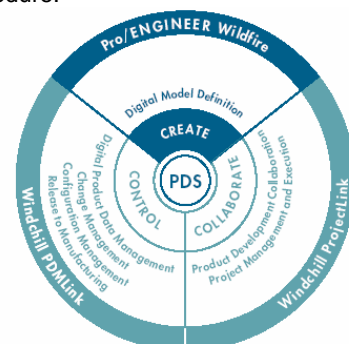 Pro/ENGINEER Wildfire
Digital Model Definition
CREATE
PDS
CONTROL
COLLABORATE
Digital Product Data Management
Change Management
Configuration Management
Release to Manufacturing
Product Development Collaboration
Project Management and Execution
Windchill PDMLink
Windchill ProjectLink